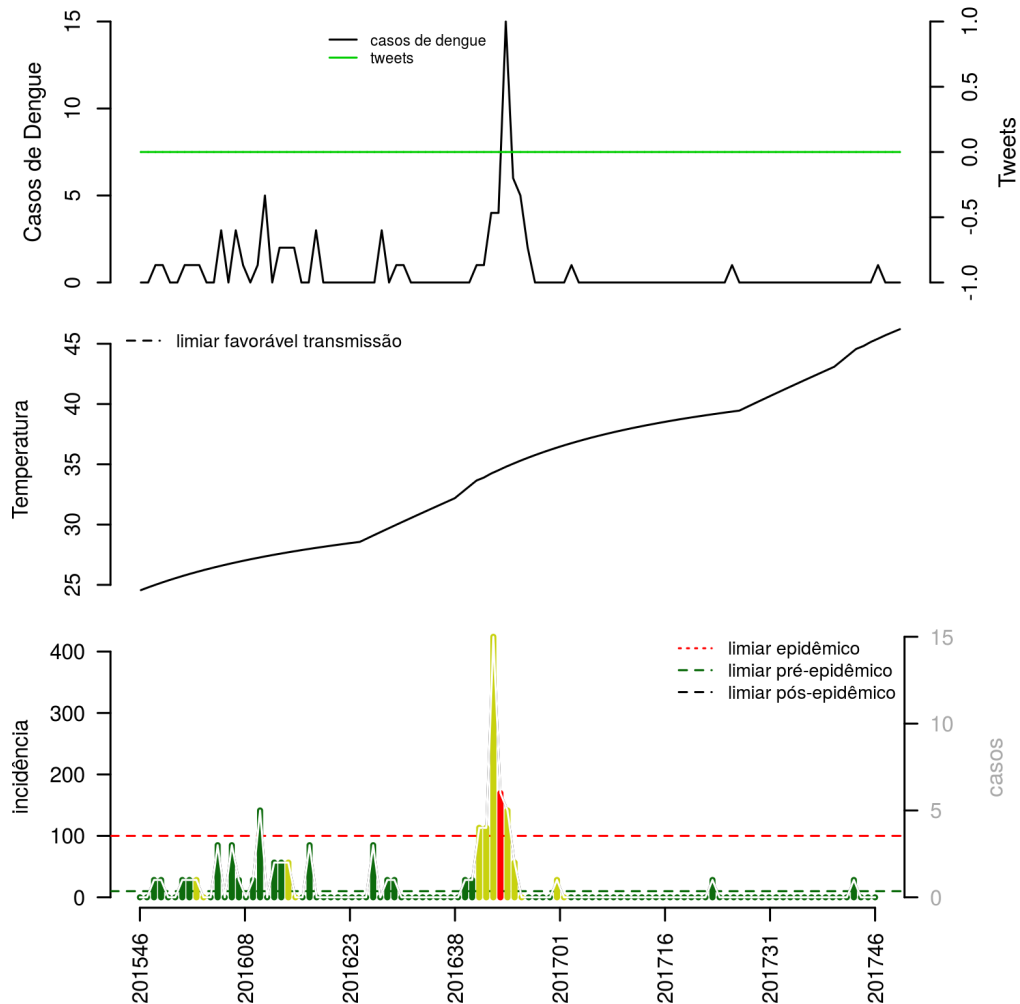 casos de dengue
tweets
Casos de Dengue
0
5
10
15
Tweets
-1.0
-0.5
0.0
0.5
1.0
limiar favorável transmissão
Temperatura
25
30
35
40
45
limiar epidêmico
limiar pré-epidêmico
limiar pós-epidêmico
incidência
0
100
200
300
400
casos
0
5
10
15
201546
201608
201623
201638
201701
201716
201731
201746